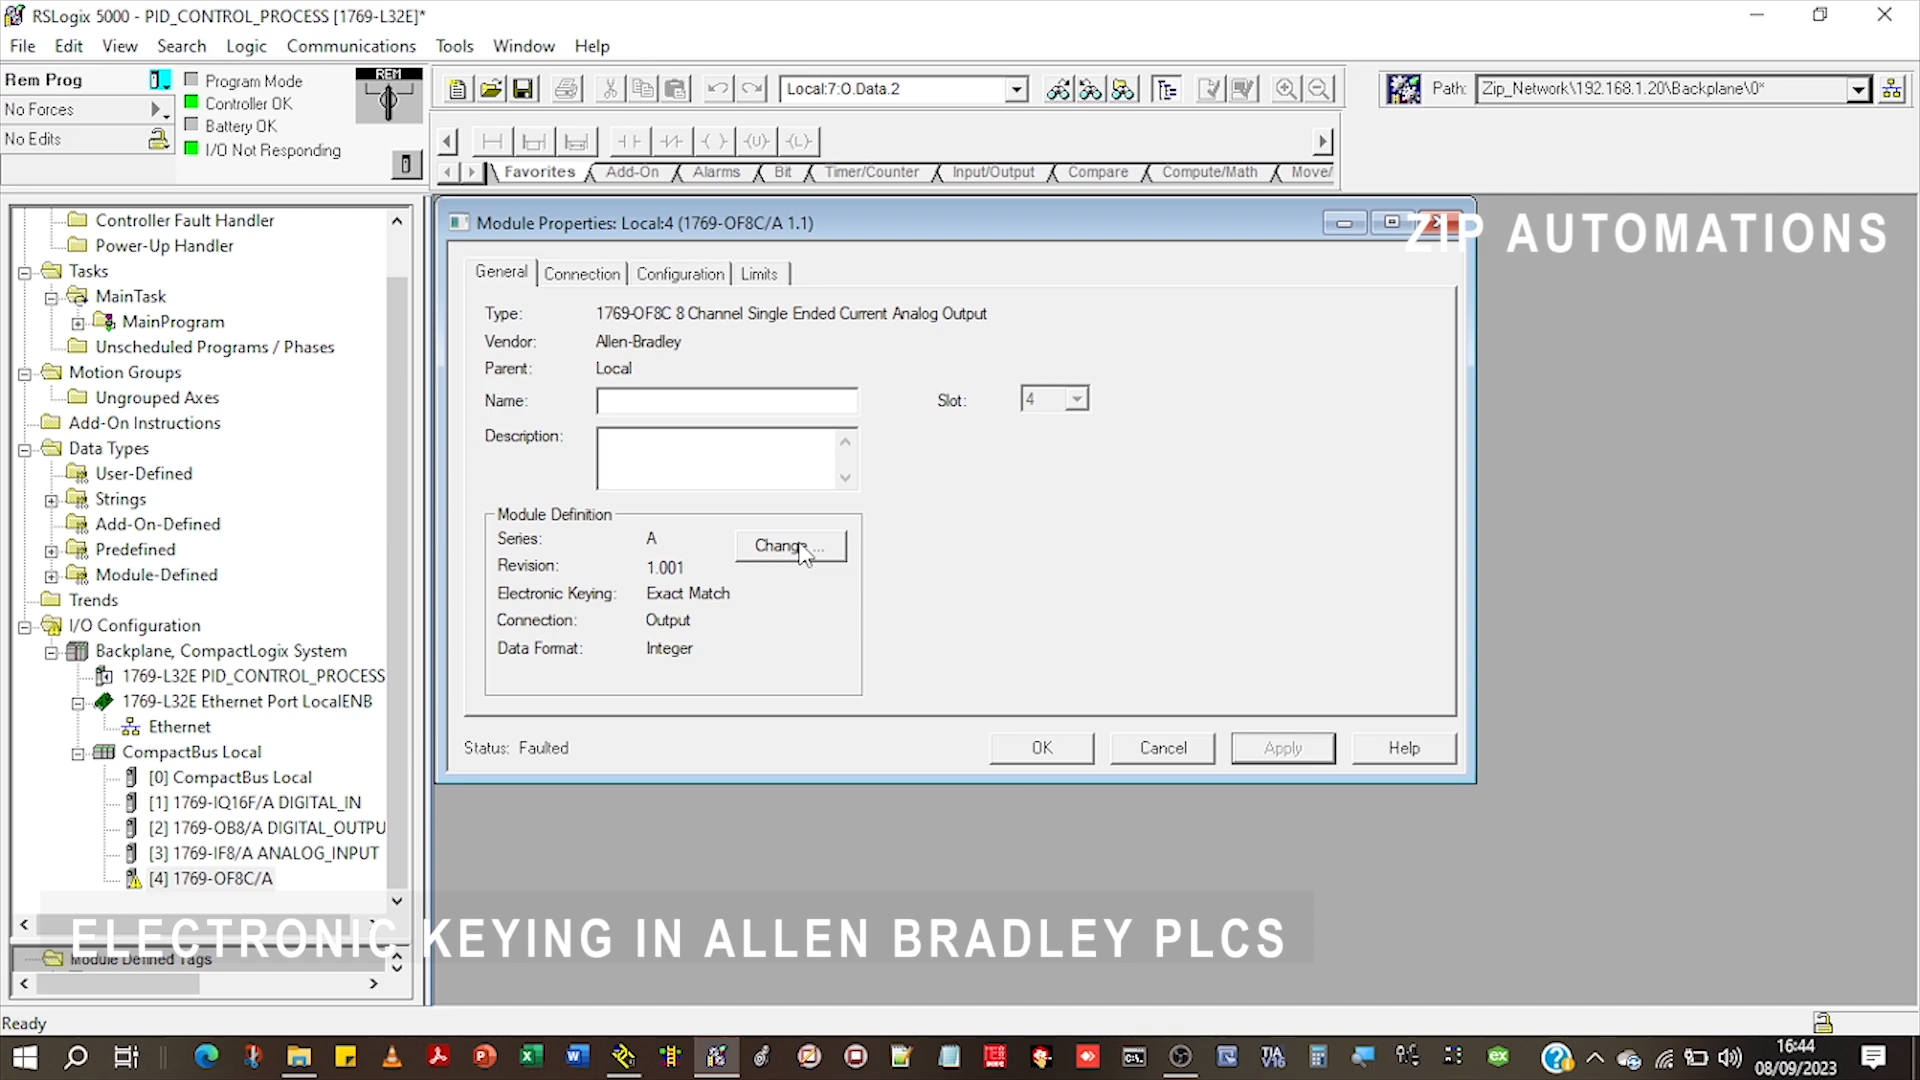 RSLogix 5000 - PID_CONTROL_PROCESS [1769-L32E]*
File Edit View Search Logic Communications Tools Window Help
Rem Prog
No Forces
No Edits
Program Mode
Controller OK
Battery OK
I/O Not Responding
REM
Local:7:O.Data.2
Path: Zip_Network\192.168.1.20\Backplane\0*
Favorites Add-On Alarms Bit Timer/Counter Input/Output Compare Compute/Math Move/
Controller Fault Handler
Power-Up Handler
Tasks
MainTask
MainProgram
Unscheduled Programs / Phases
Motion Groups
Ungrouped Axes
Add-On Instructions
Data Types
User-Defined
Strings
Add-On-Defined
Predefined
Module-Defined
Trends
I/O Configuration
Backplane, CompactLogix System
1769-L32E PID_CONTROL_PROCESS
1769-L32E Ethernet Port LocalENB
Ethernet
CompactBus Local
[0] CompactBus Local
[1] 1769-IQ16F/A DIGITAL_IN
[2] 1769-OB8/A DIGITAL_OUTPU
[3] 1769-IF8/A ANALOG_INPUT
[4] 1769-OF8C/A
Module Defined Tags
Module Properties: Local:4 (1769-OF8C/A 1.1)
ZIP AUTOMATIONS
General Connection Configuration Limits
Type: 1769-OF8C 8 Channel Single Ended Current Analog Output
Vendor: Allen-Bradley
Parent: Local
Name:
Slot: 4
Description:
Module Definition
Series: A
Change ...
Revision: 1.001
Electronic Keying: Exact Match
Connection: Output
Data Format: Integer
Status: Faulted
OK Cancel Apply Help
ELECTRONIC KEYING IN ALLEN BRADLEY PLCS
Ready
16:44
08/09/2023